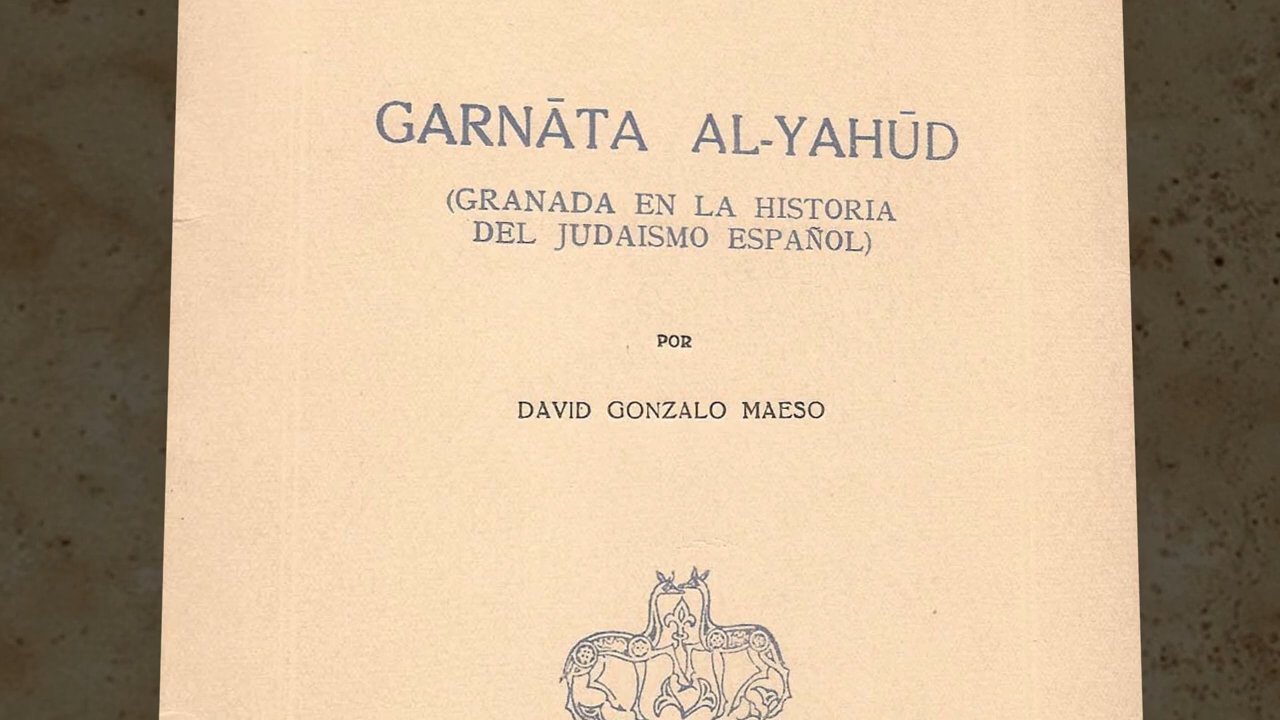 GARNĀTA AL-YAHŪD
(GRANADA EN LA HISTORIA
DEL JUDAISMO ESPAÑOL)
POR
DAVID GONZALO MAESO